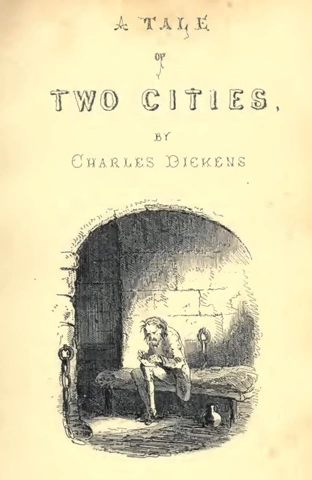 A TALE
OF
TWO CITIES,
BY
CHARLES DICKENS